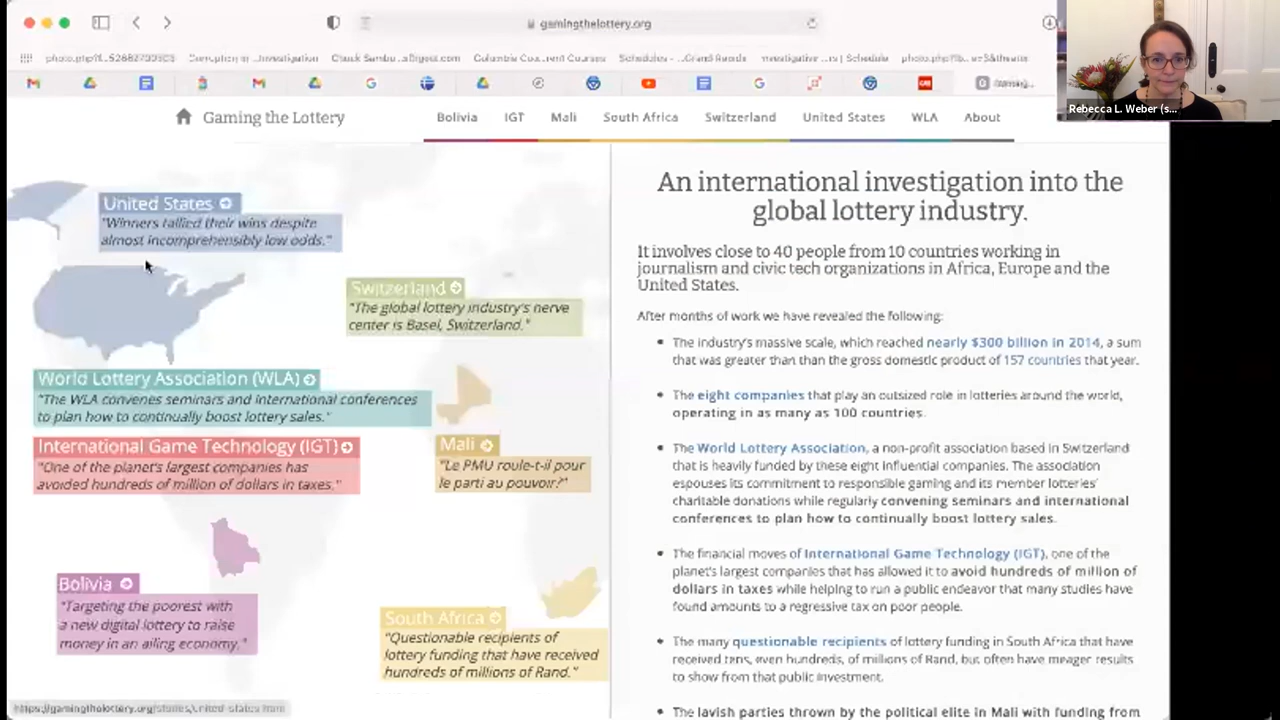 gamingthelottery.org
Rebecca L. Weber (s...
Gaming the Lottery
Bolivia IGT Mali South Africa Switzerland United States WLA About
United States
"Winners tallied their wins despite
almost incomprehensibly low odds."
Switzerland
"The global lottery industry's nerve
center is Basel, Switzerland."
World Lottery Association (WLA)
"The WLA convenes seminars and international conferences
to plan how to continually boost lottery sales."
International Game Technology (IGT)
"One of the planet's largest companies has
avoided hundreds of million of dollars in taxes."
Mali
"Le PMU roule-t-il pour
le parti au pouvoir?"
Bolivia
"Targeting the poorest with
a new digital lottery to raise
money in an ailing economy."
South Africa
"Questionable recipients of
lottery funding that have received
hundreds of millions of Rand."
https://gamingthelottery.org/stories/united-states.html
An international investigation into the
global lottery industry.
It involves close to 40 people from 10 countries working in
journalism and civic tech organizations in Africa, Europe and the
United States.
After months of work we have revealed the following:
The industry's massive scale, which reached nearly $300 billion in 2014, a sum
that was greater than than the gross domestic product of 157 countries that year.
The eight companies that play an outsized role in lotteries around the world,
operating in as many as 100 countries.
The World Lottery Association, a non-profit association based in Switzerland
that is heavily funded by these eight influential companies. The association
espouses its commitment to responsible gaming and its member lotteries'
charitable donations while regularly convening seminars and international
conferences to plan how to continually boost lottery sales.
The financial moves of International Game Technology (IGT), one of the
planet's largest companies that has allowed it to avoid hundreds of million of
dollars in taxes while helping to run a public endeavor that many studies have
found amounts to a regressive tax on poor people.
The many questionable recipients of lottery funding in South Africa that have
received tens, even hundreds, of millions of Rand, but often have meager results
to show from that public investment.
The lavish parties thrown by the political elite in Mali with funding from